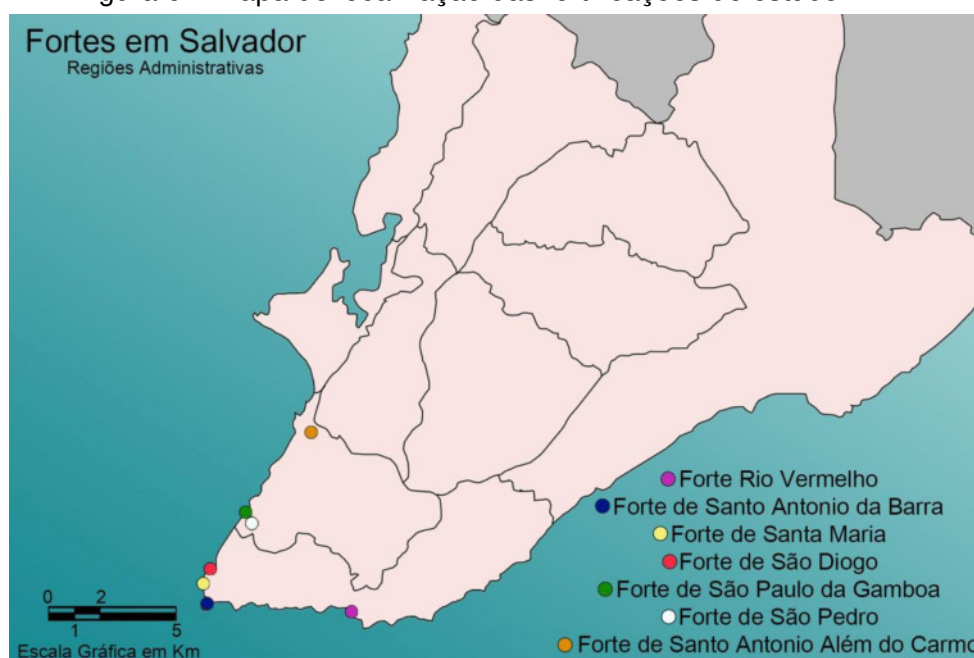 Fortes em Salvador
Regiões Administrativas
Forte Rio Vermelho
Forte de Santo Antonio da Barra
Forte de Santa Maria
Forte de São Diogo
Forte de São Paulo da Gamboa
Forte de São Pedro
Forte de Santo Antonio Além do Carmo
0 2
1 5
Escala Gráfica em Km